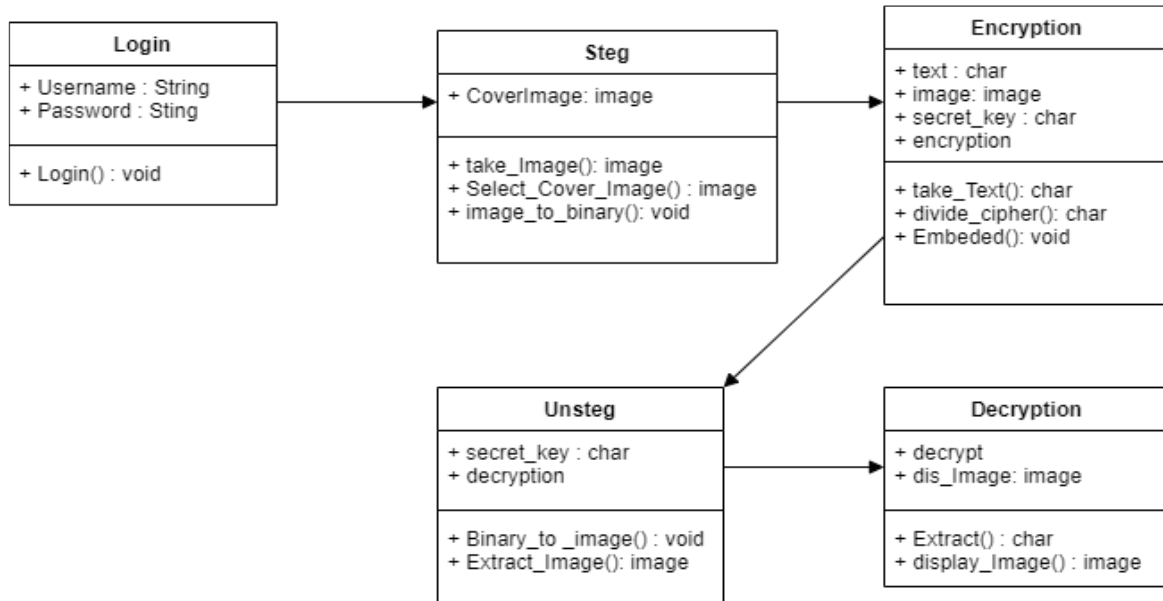 Login
+ Username : String
+ Password : Sting
+ Login() : void
Steg
+ CoverImage: image
+ take_Image(): image
+ Select_Cover_Image() : image
+ image_to_binary(): void
Encryption
+ text : char
+ image: image
+ secret_key : char
+ encryption
+ take_Text(): char
+ divide_cipher(): char
+ Embeded(): void
Unsteg
+ secret_key : char
+ decryption
+ Binary_to _image() : void
+ Extract_Image(): image
Decryption
+ decrypt
+ dis_Image: image
+ Extract() : char
+ display_Image() : image